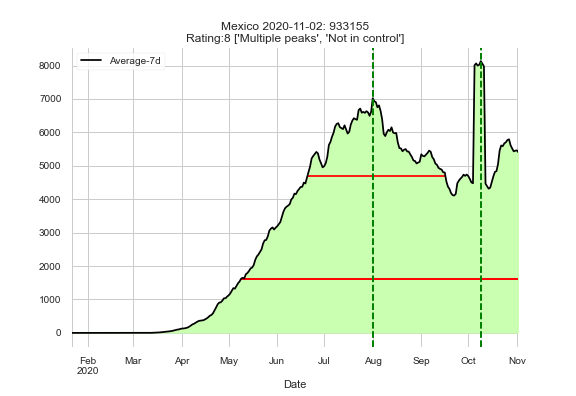 Mexico 2020-11-02: 933155
Rating:8 ['Multiple peaks', 'Not in control']
Average-7d
8000
7000
6000
5000
4000
3000
2000
1000
0
Feb Mar Apr May Jun Jul Aug Sep Oct Nov
2020
Date